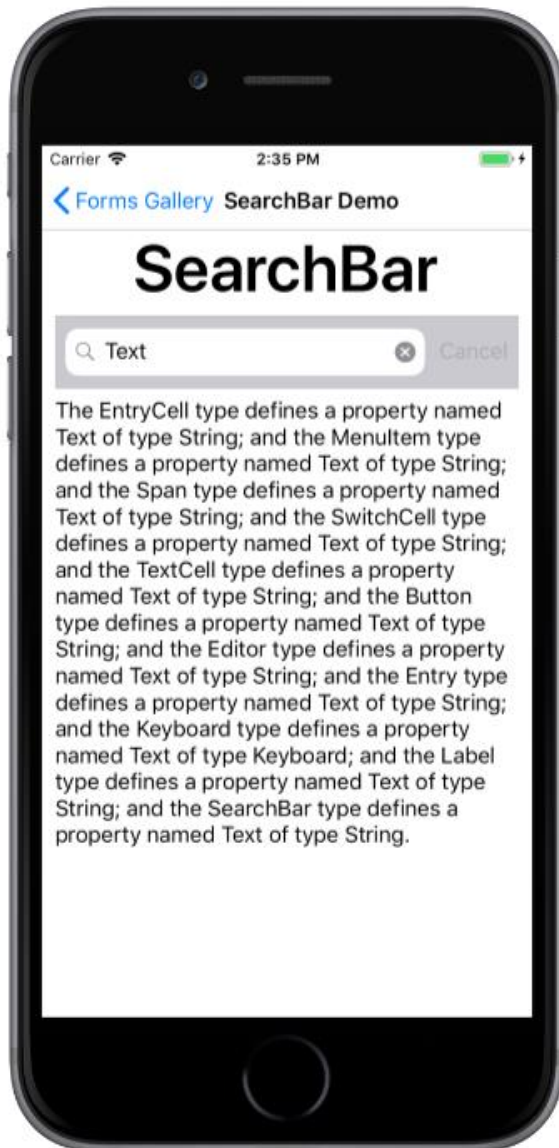 Carrier 2:35 PM
Forms Gallery SearchBar Demo
SearchBar
Text Cancel
The EntryCell type defines a property named
Text of type String; and the MenuItem type
defines a property named Text of type String;
and the Span type defines a property named
Text of type String; and the SwitchCell type
defines a property named Text of type String;
and the TextCell type defines a property
named Text of type String; and the Button
type defines a property named Text of type
String; and the Editor type defines a property
named Text of type String; and the Entry type
defines a property named Text of type String;
and the Keyboard type defines a property
named Text of type Keyboard; and the Label
type defines a property named Text of type
String; and the SearchBar type defines a
property named Text of type String.